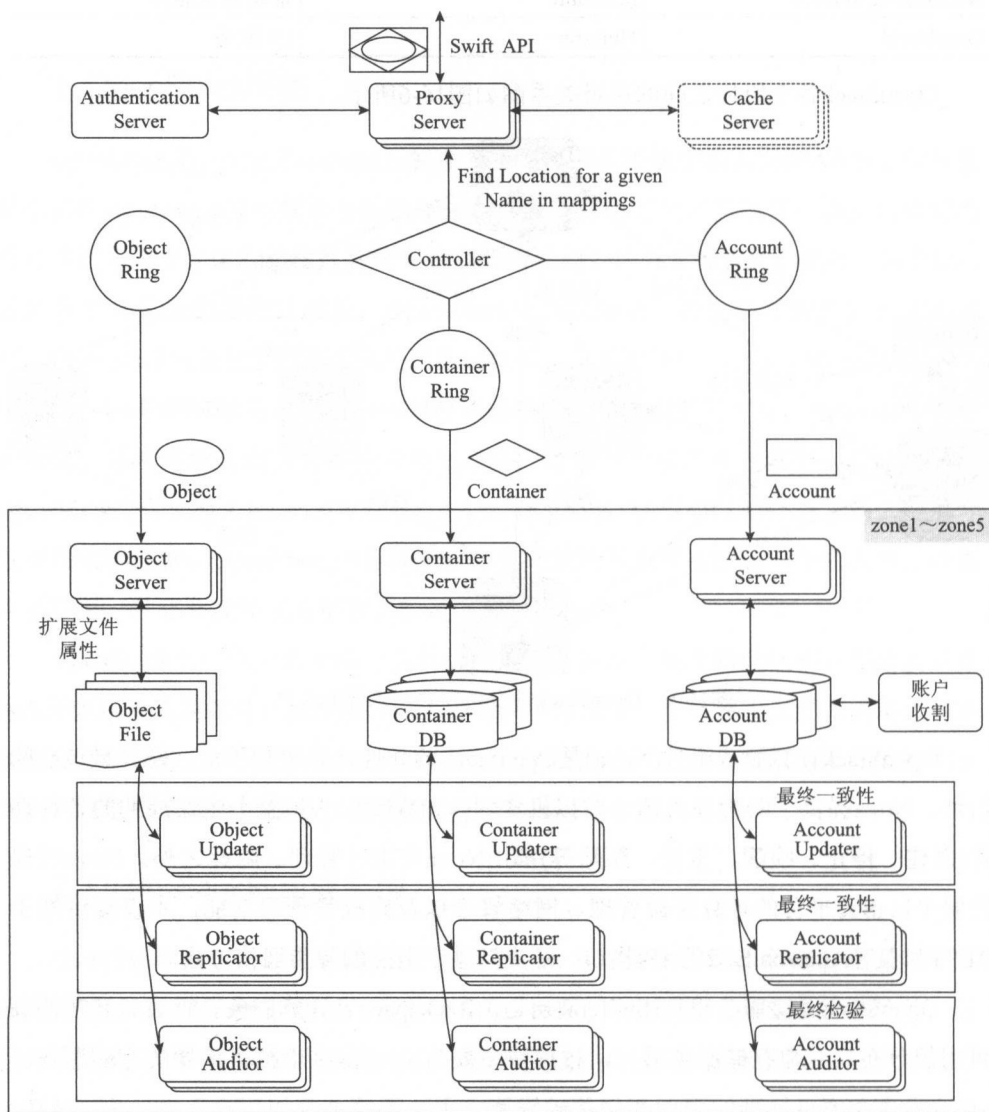 Swift API
Authentication
Server
Proxy
Server
Cache
Server
Find Location for a given
Name in mappings
Object
Ring
Controller
Account
Ring
Container
Ring
Object
Container
Account
zone1～zone5
Object
Server
Container
Server
Account
Server
扩展文件
属性
Object
File
Container
DB
Account
DB
账户
收割
最终一致性
Object
Updater
Container
Updater
Account
Updater
最终一致性
Object
Replicator
Container
Replicator
Account
Replicator
最终检验
Object
Auditor
Container
Auditor
Account
Auditor